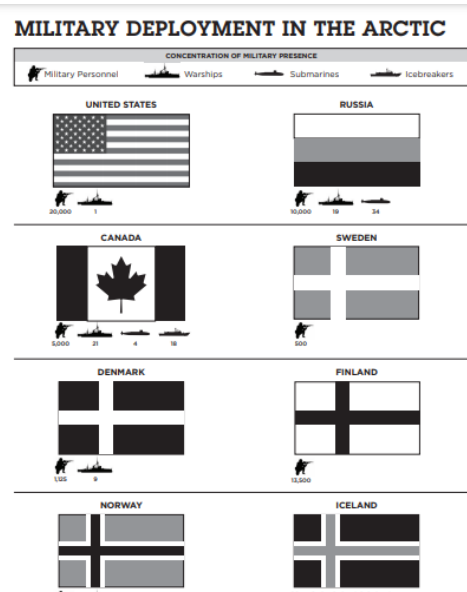 MILITARY DEPLOYMENT IN THE ARCTIC
CONCENTRATION OF MILITARY PRESENCE
Military Personnel Warships Submarines Icebreakers
UNITED STATES RUSSIA
20,000 1 10,000 19 34
CANADA SWEDEN
5,000 21 4 18 500
DENMARK FINLAND
1,125 9 13,500
NORWAY ICELAND